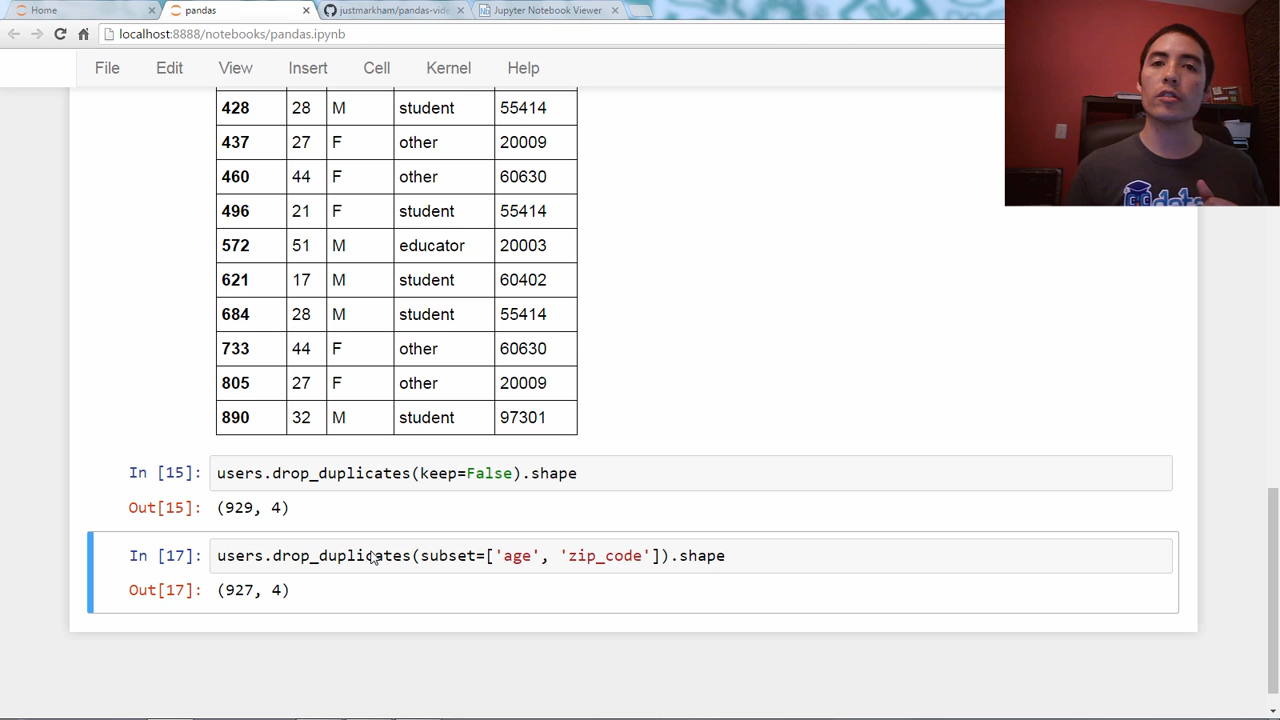 Home
pandas
justmarkham/pandas-vide
Jupyter Notebook Viewer
localhost:8888/notebooks/pandas.ipynb
File Edit View Insert Cell Kernel Help
428 28 M student 55414
437 27 F other 20009
460 44 F other 60630
496 21 F student 55414
572 51 M educator 20003
621 17 M student 60402
684 28 M student 55414
733 44 F other 60630
805 27 F other 20009
890 32 M student 97301
In [15]: users.drop_duplicates(keep=False).shape
Out[15]: (929, 4)
In [17]: users.drop_duplicates(subset=['age', 'zip_code']).shape
Out[17]: (927, 4)
data